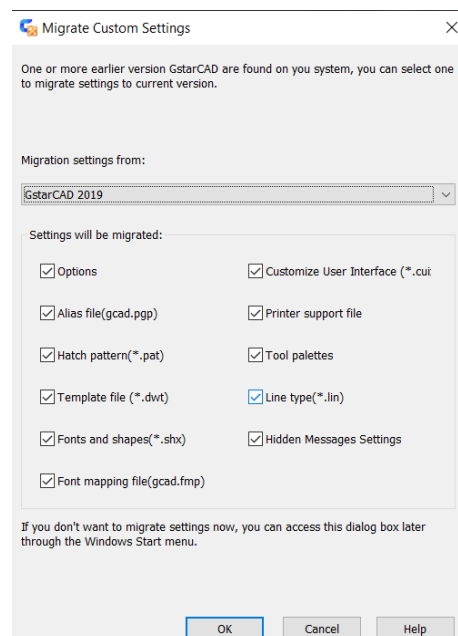 Migrate Custom Settings
One or more earlier version GstarCAD are found on you system, you can select one
to migrate settings to current version.
Migration settings from:
GstarCAD 2019
Settings will be migrated:
Options
Customize User Interface (*.cui
Alias file(gcad.pgp)
Printer support file
Hatch pattern(*.pat)
Tool palettes
Template file (*.dwt)
Line type(*.lin)
Fonts and shapes(*.shx)
Hidden Messages Settings
Font mapping file(gcad.fmp)
If you don't want to migrate settings now, you can access this dialog box later
through the Windows Start menu.
OK Cancel Help